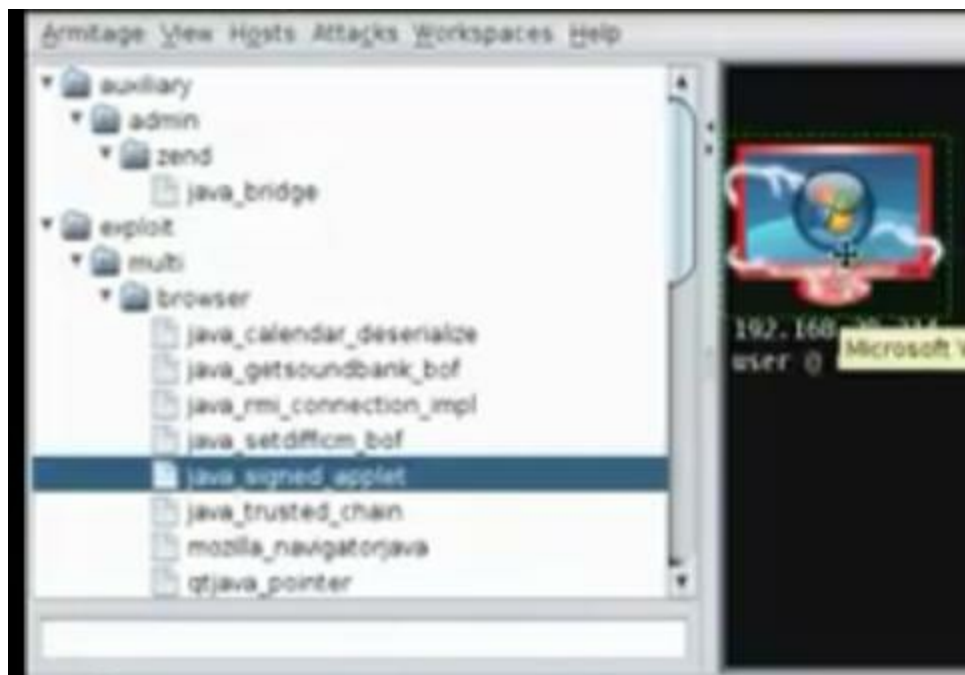 Armitage View Hosts Attacks Workspaces Help
auxiliary
admin
zend
java_bridge
exploit
multi
browser
java_calendar_deserialize
java_getsoundbank_bof
java_rmi_connection_impl
java_setdifficm_bof
java_signed_applet
java_trusted_chain
mozilla_navigatorjava
qtjava_pointer
192.168
user @
Microsoft